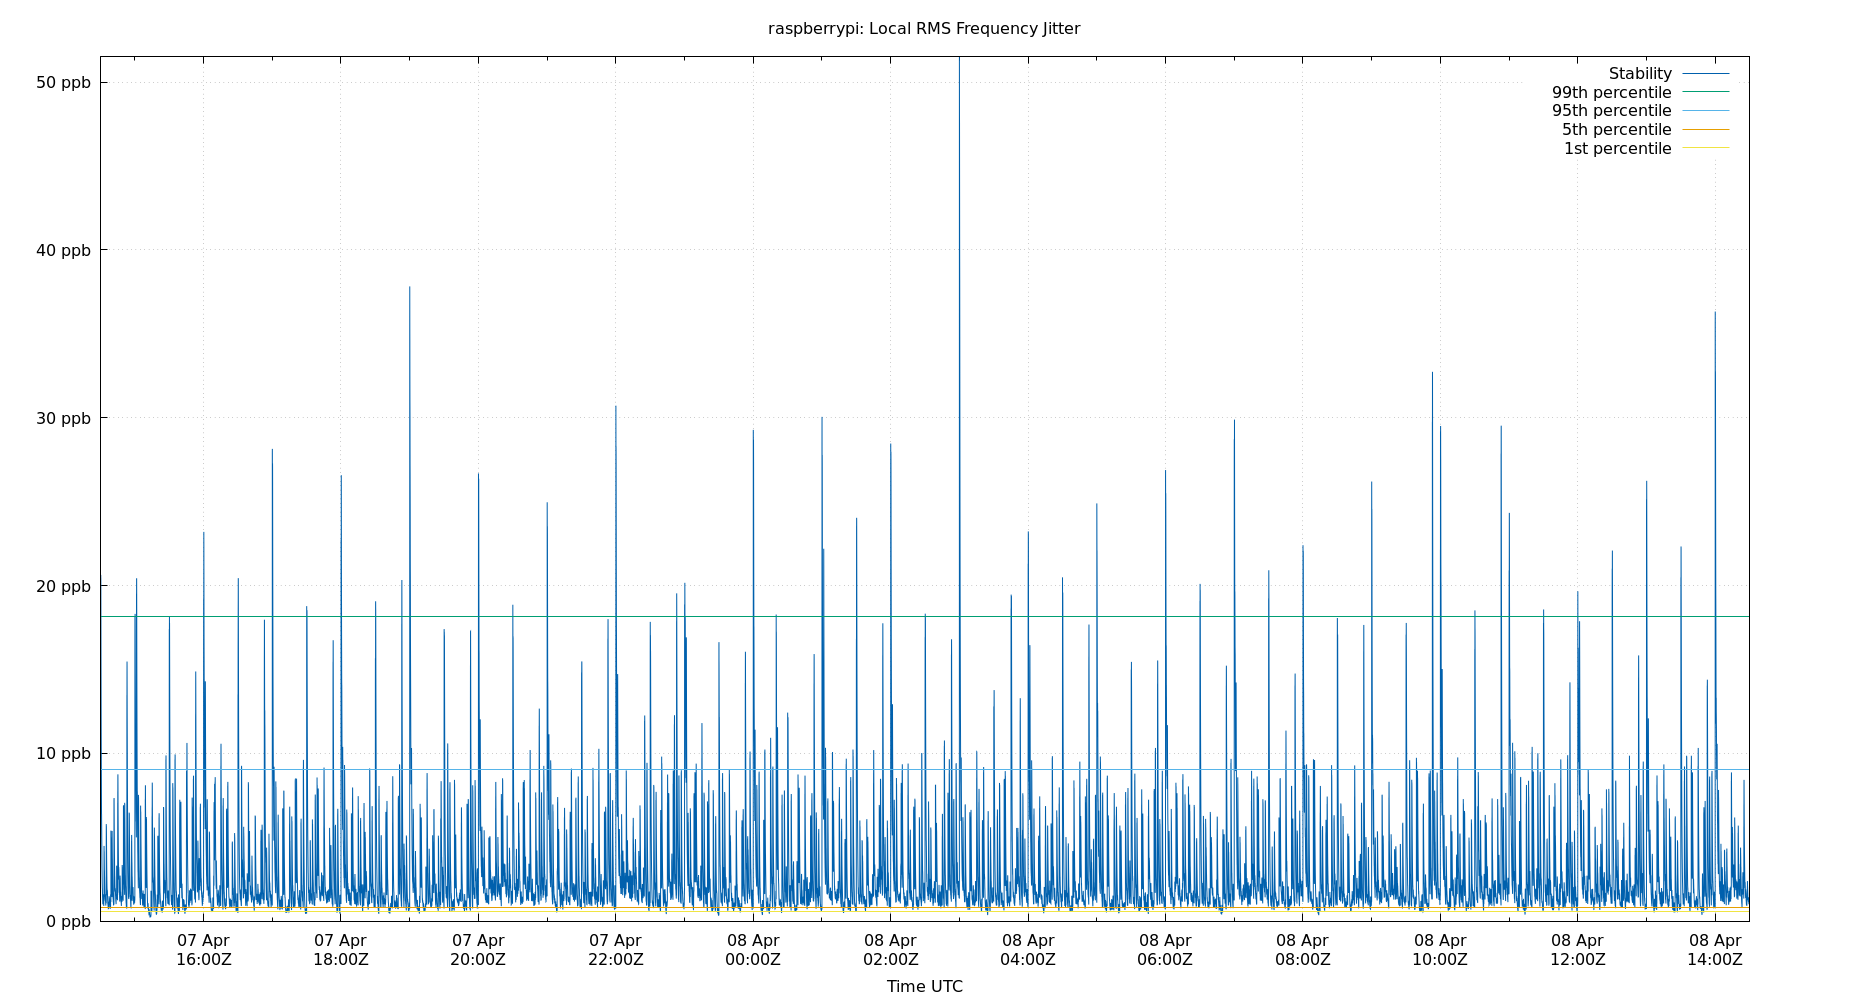 raspberrypi: Local RMS Frequency Jitter
Stability
99th percentile
95th percentile
5th percentile
1st percentile
50 ppb
40 ppb
30 ppb
20 ppb
10 ppb
0 ppb
07 Apr
16:00Z
07 Apr
18:00Z
07 Apr
20:00Z
07 Apr
22:00Z
08 Apr
00:00Z
08 Apr
02:00Z
08 Apr
04:00Z
08 Apr
06:00Z
08 Apr
08:00Z
08 Apr
10:00Z
08 Apr
12:00Z
08 Apr
14:00Z
Time UTC